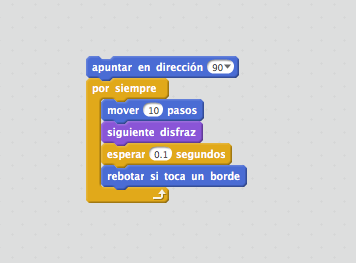 apuntar en dirección 90
por siempre
mover 10 pasos
siguiente disfraz
esperar 0.1 segundos
rebotar si toca un borde